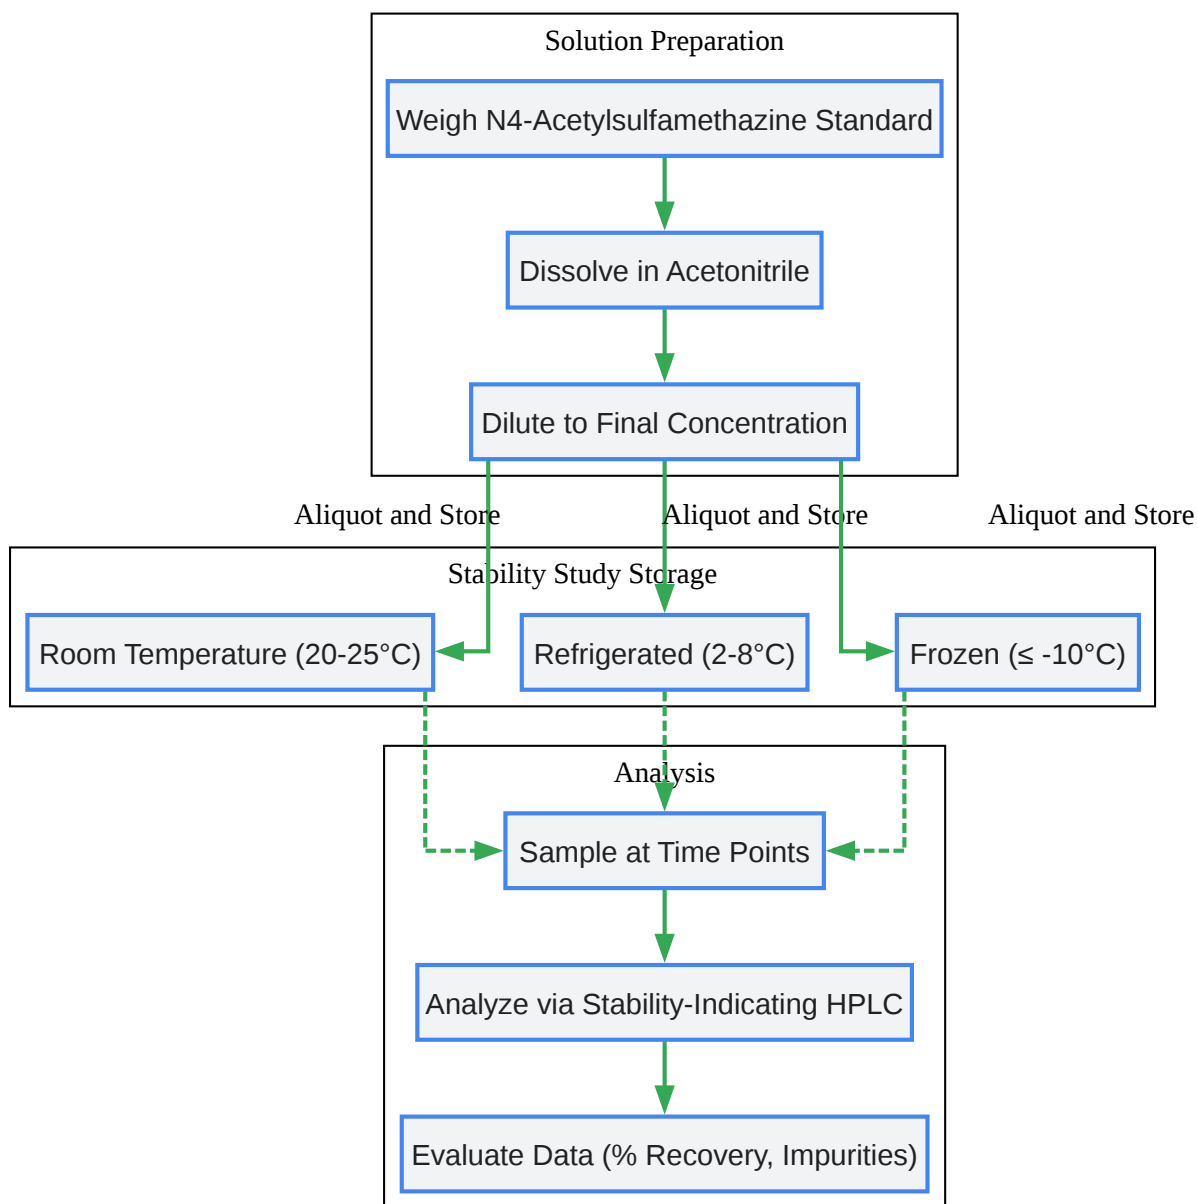 Solution Preparation
Weigh N4-Acetylsulfamethazine Standard
Dissolve in Acetonitrile
Dilute to Final Concentration
Aliquot and Store
Aliquot and Store
Aliquot and Store
Stability Study Storage
Room Temperature (20-25°C)
Refrigerated (2-8°C)
Frozen (≤ -10°C)
Analysis
Sample at Time Points
Analyze via Stability-Indicating HPLC
Evaluate Data (% Recovery, Impurities)